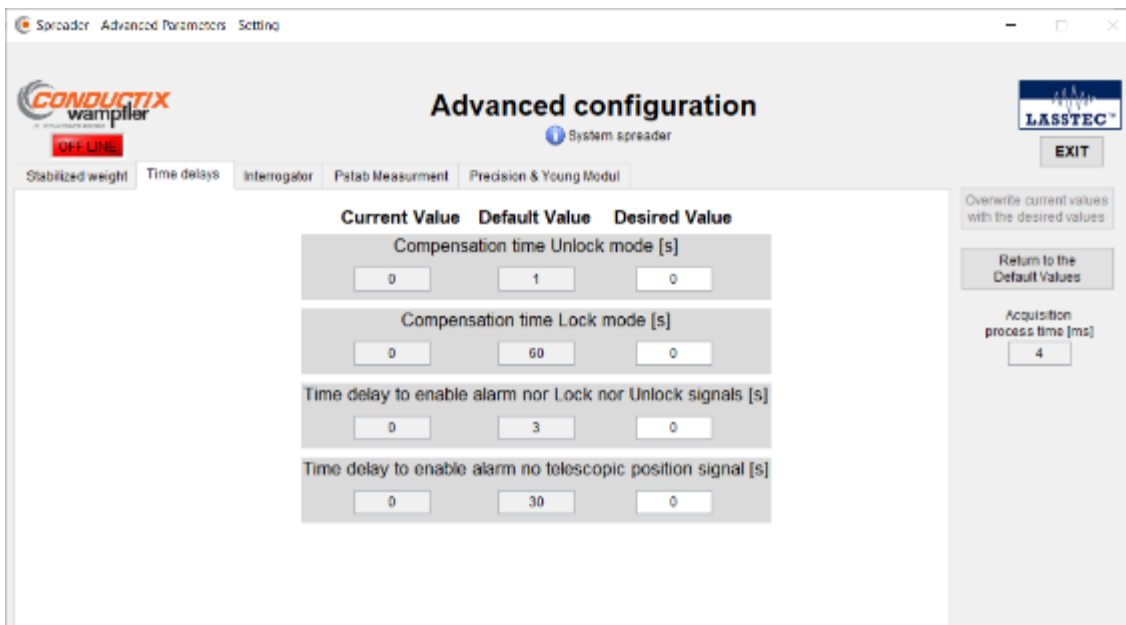 Spreader Advanced Parameters Setting
CONDUCTIX
wampfler
Advanced configuration
System spreader
LASSTEC™
OFF LINE
EXIT
Stabilized weight Time delays Interrogator Pstab Measurment Precision & Young Modul
Overwrite current values
with the desired values
Current Value Default Value Desired Value
Compensation time Unlock mode [s]
0 1 0
Return to the
Default Values
Compensation time Lock mode [s]
0 60 0
Acquisition
process time [ms]
4
Time delay to enable alarm nor Lock nor Unlock signals [s]
0 3 0
Time delay to enable alarm no telescopic position signal [s]
0 30 0